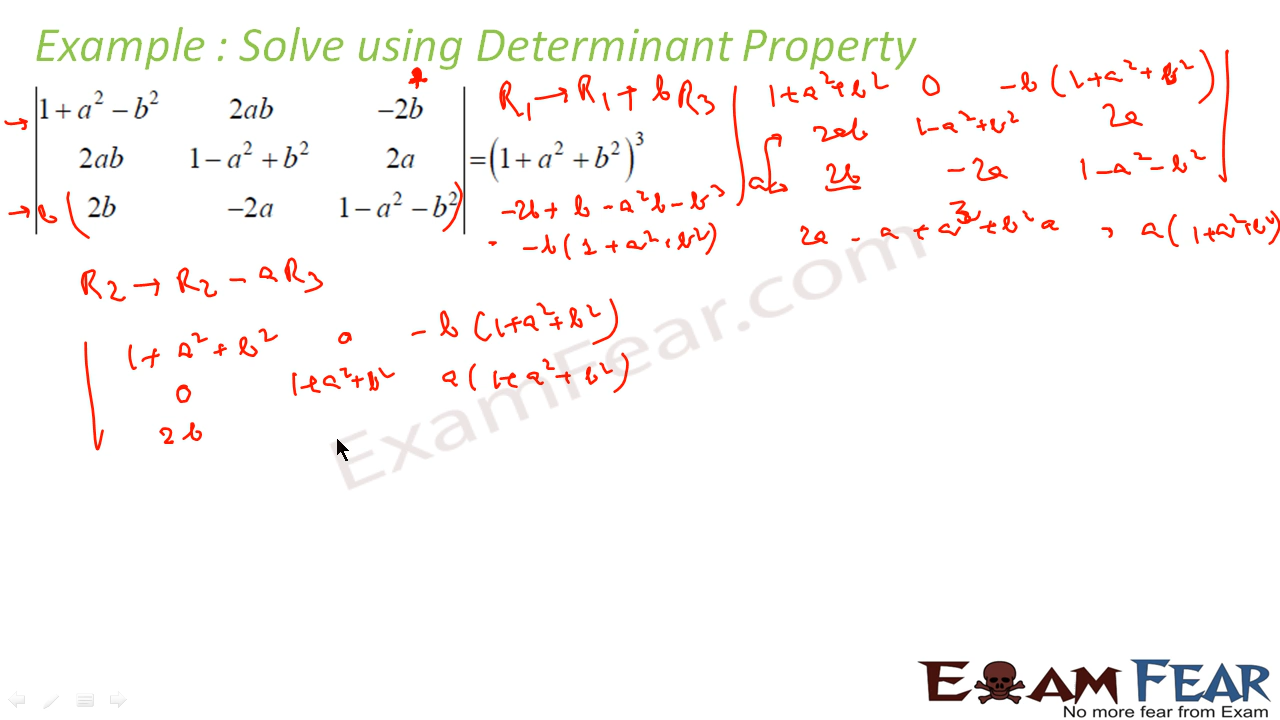 Example : Solve using Determinant Property
1 + a² − b² 2ab −2b
2ab 1 − a² + b² 2a = (1 + a² + b²)³
→ b ( 2b −2a 1 − a² − b² )
R₁ → R₁ + bR₃
1+a²+b² 0 −b(1+a²+b²)
2ab 1−a²+b² 2a
a 2b −2a 1−a²−b²
−2b + b − a²b − b³
−b(1+a²+b²)
2a − a + a³ + b²a , a(1+a²+b²)
R₂ → R₂ − aR₃
1+a²+b² 0 −b(1+a²+b²)
0 1+a²+b² a(1+a²+b²)
2b
ExamFear.com
EXAM FEAR
No more fear from Exam